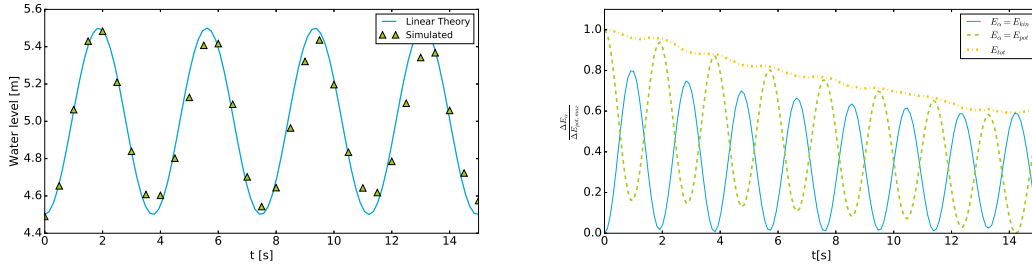 5.6
5.4
5.2
5.0
4.8
4.6
4.4
Water level [m]
0 2 4 6 8 10 12 14
t [s]
Linear Theory
Simulated
1.0
0.8
0.6
0.4
0.2
0.0
ΔE_α
ΔE_pot,max
0 2 4 6 8 10 12 14
t[s]
E_α = E_kin
E_α = E_pot
E_tot